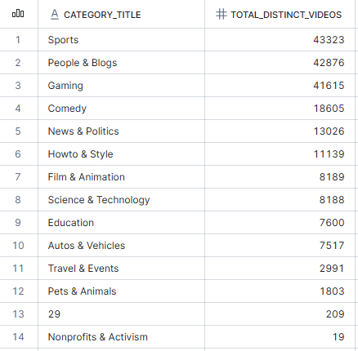 CATEGORY_TITLE TOTAL_DISTINCT_VIDEOS
1 Sports 43323
2 People & Blogs 42876
3 Gaming 41615
4 Comedy 18605
5 News & Politics 13026
6 Howto & Style 11139
7 Film & Animation 8189
8 Science & Technology 8188
9 Education 7600
10 Autos & Vehicles 7517
11 Travel & Events 2991
12 Pets & Animals 1803
13 29 209
14 Nonprofits & Activism 19